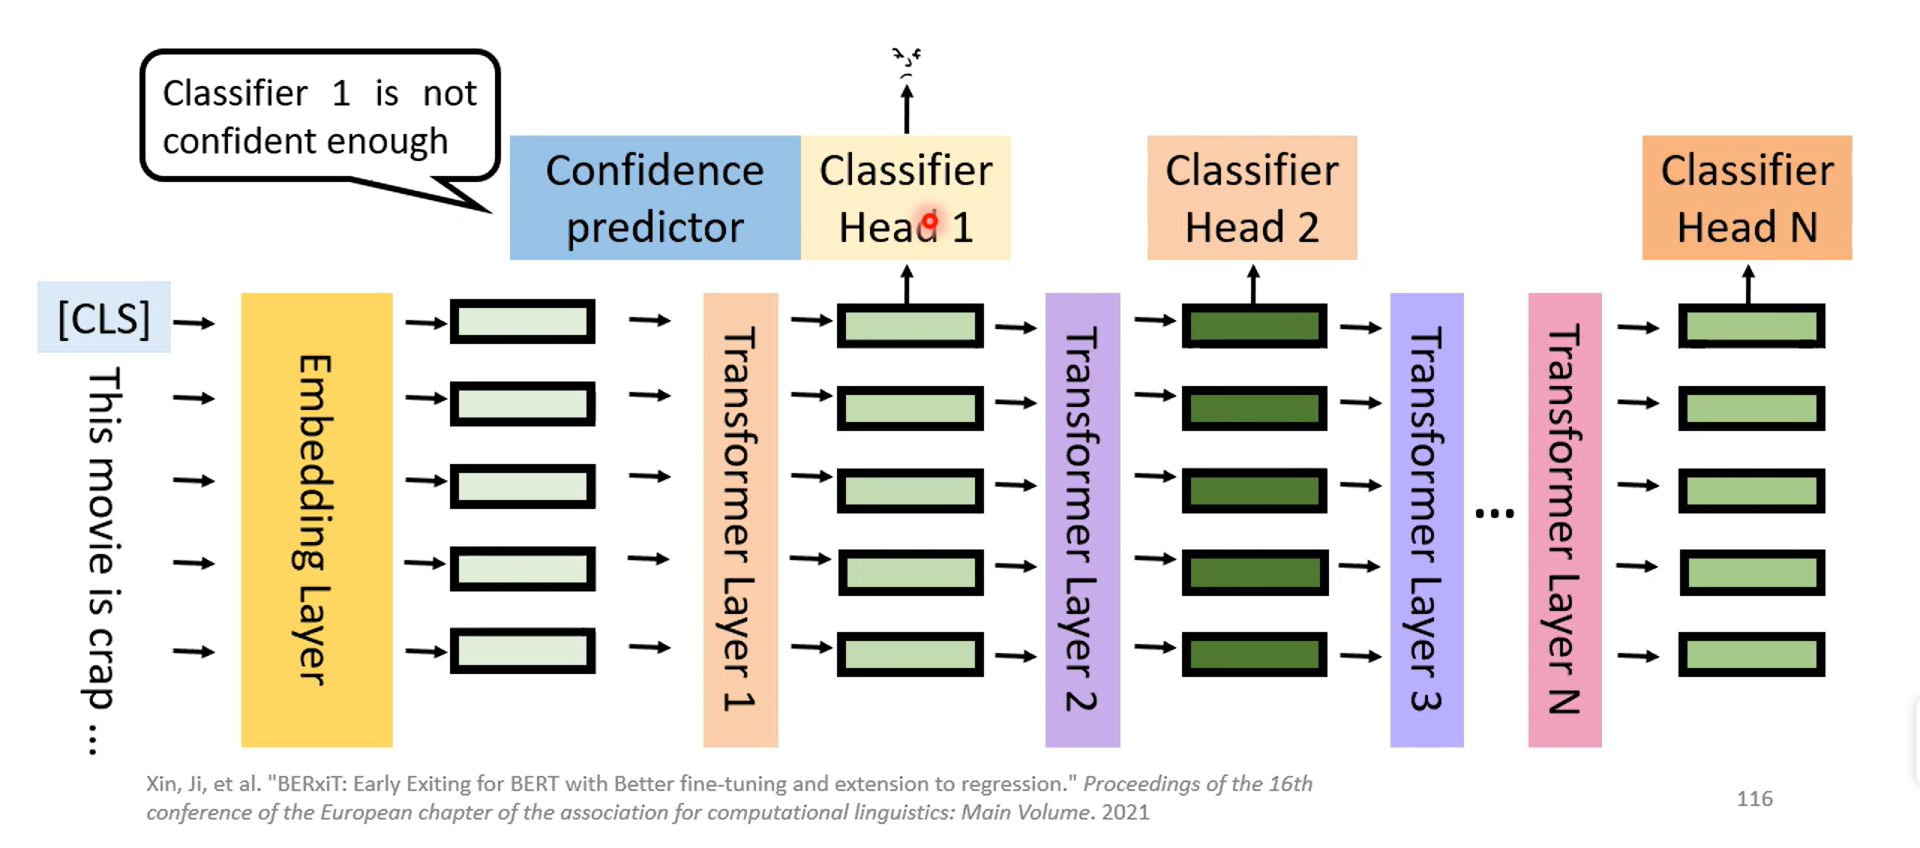 Classifier 1 is not
confident enough
Confidence
predictor
Classifier
Head 1
Classifier
Head 2
Classifier
Head N
[CLS]
This movie is crap ...
Embedding Layer
Transformer Layer 1
Transformer Layer 2
Transformer Layer 3
...
Transformer Layer N
Xin, Ji, et al. "BERxiT: Early Exiting for BERT with Better fine-tuning and extension to regression." Proceedings of the 16th
conference of the European chapter of the association for computational linguistics: Main Volume. 2021
116